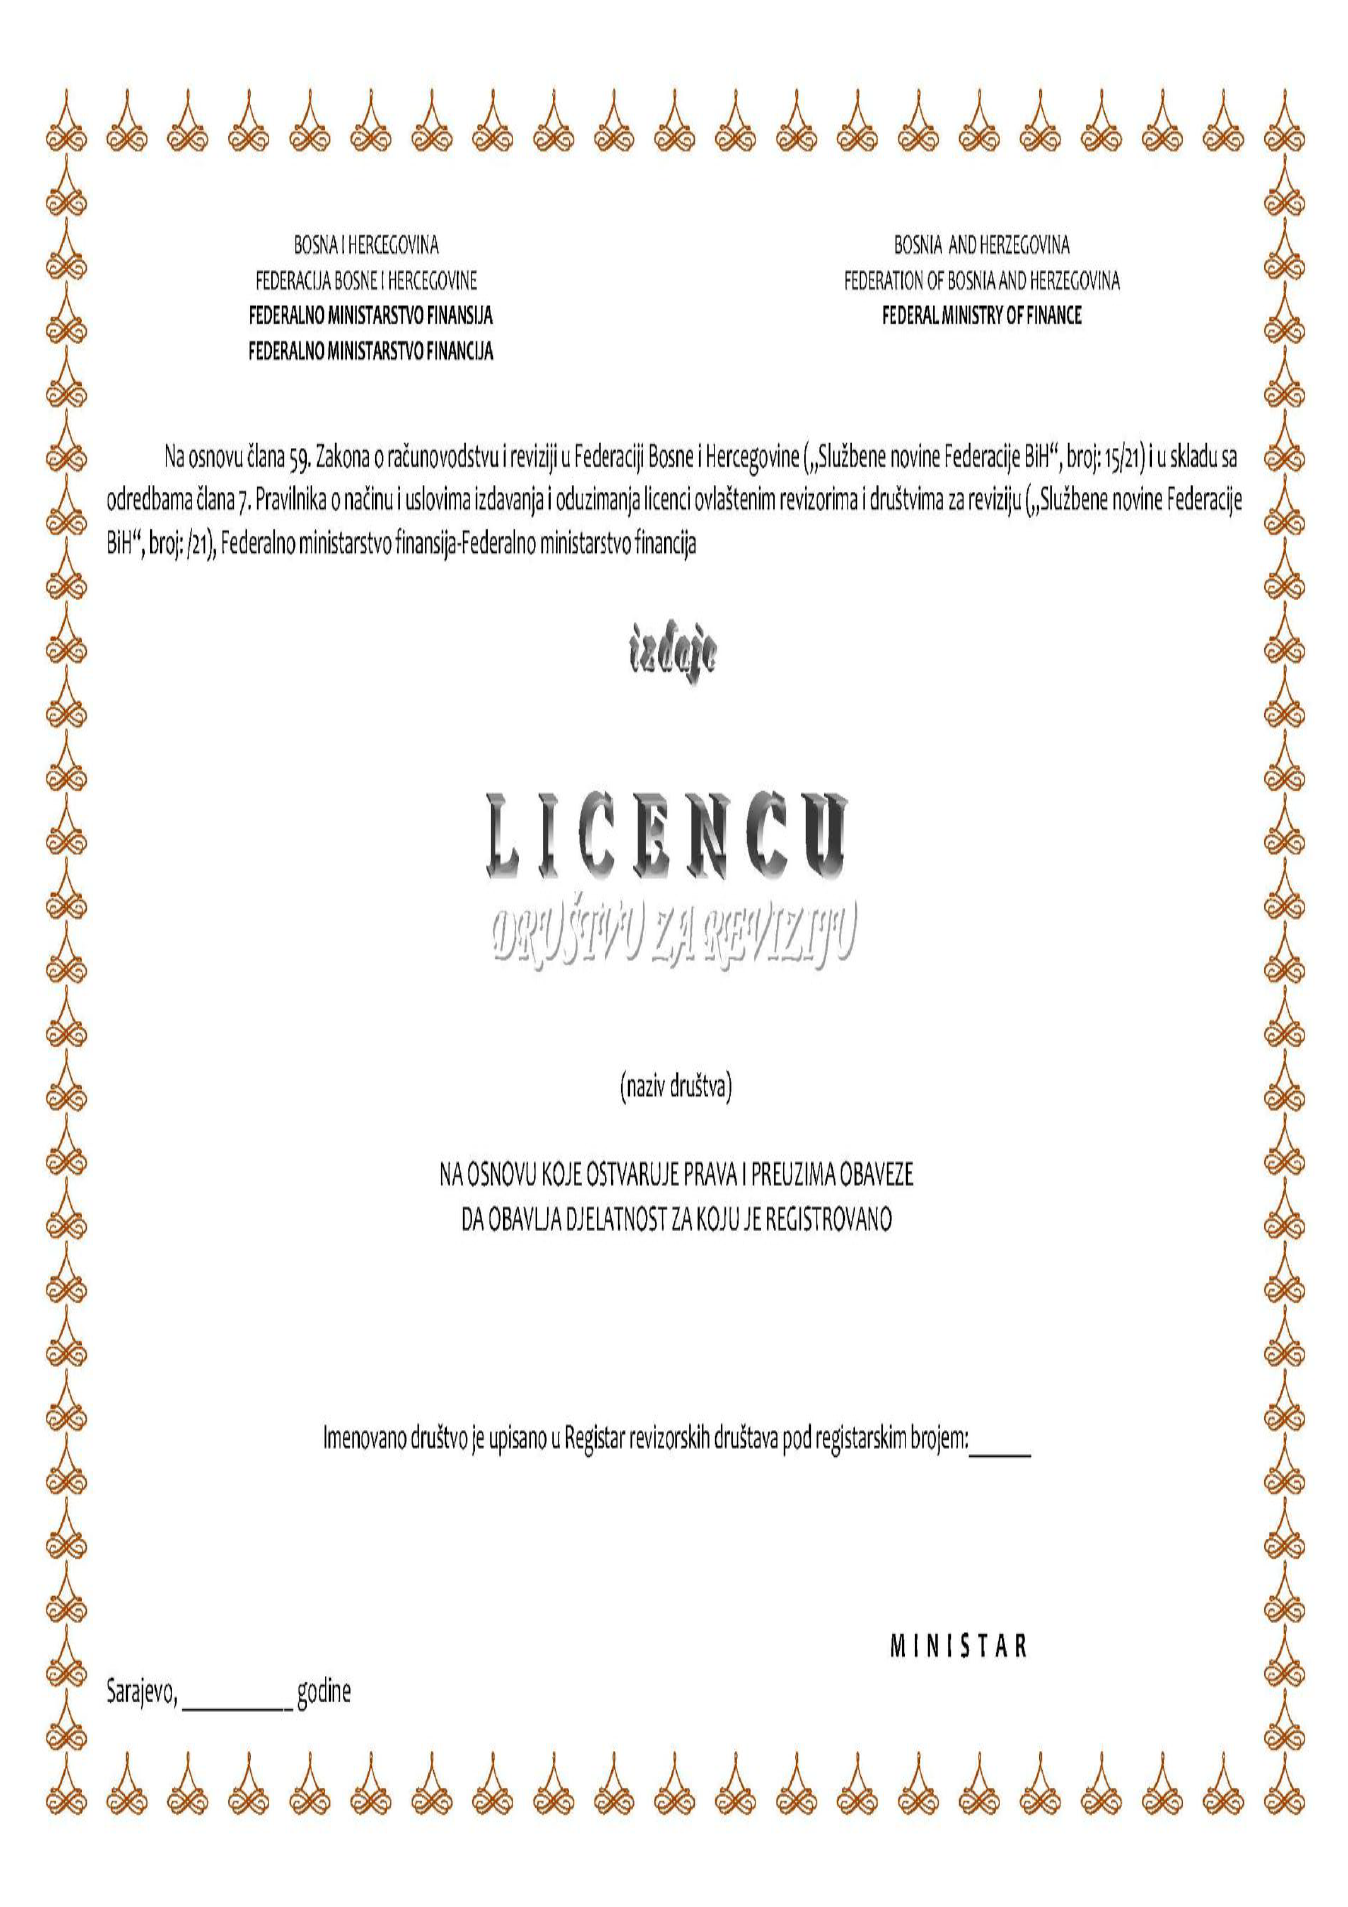 BOSNA I HERCEGOVINA
FEDERACIJA BOSNE I HERCEGOVINE
FEDERALNO MINISTARSTVO FINANSIJA
FEDERALNO MINISTARSTVO FINANCIJA
BOSNIA AND HERZEGOVINA
FEDERATION OF BOSNIA AND HERZEGOVINA
FEDERAL MINISTRY OF FINANCE
Na osnovu člana 59. Zakona o računovodstvu i reviziji u Federaciji Bosne i Hercegovine („Službene novine Federacije BiH“, broj: 15/21) i u skladu sa
odredbama člana 7. Pravilnika o načinu i uslovima izdavanja i oduzimanja licenci ovlaštenim revizorima i društvima za reviziju („Službene novine Federacije
BiH“, broj: /21), Federalno ministarstvo finansija-Federalno ministarstvo financija
izdaje
LICENCU
DRUŠTVU ZA REVIZIJU
(naziv društva)
NA OSNOVU KOJE OSTVARUJE PRAVA I PREUZIMA OBAVEZE
DA OBAVLJA DJELATNOST ZA KOJU JE REGISTROVANO
Imenovano društvo je upisano u Registar revizorskih društava pod registarskim brojem:______
M I N I S T A R
Sarajevo, ___________ godine